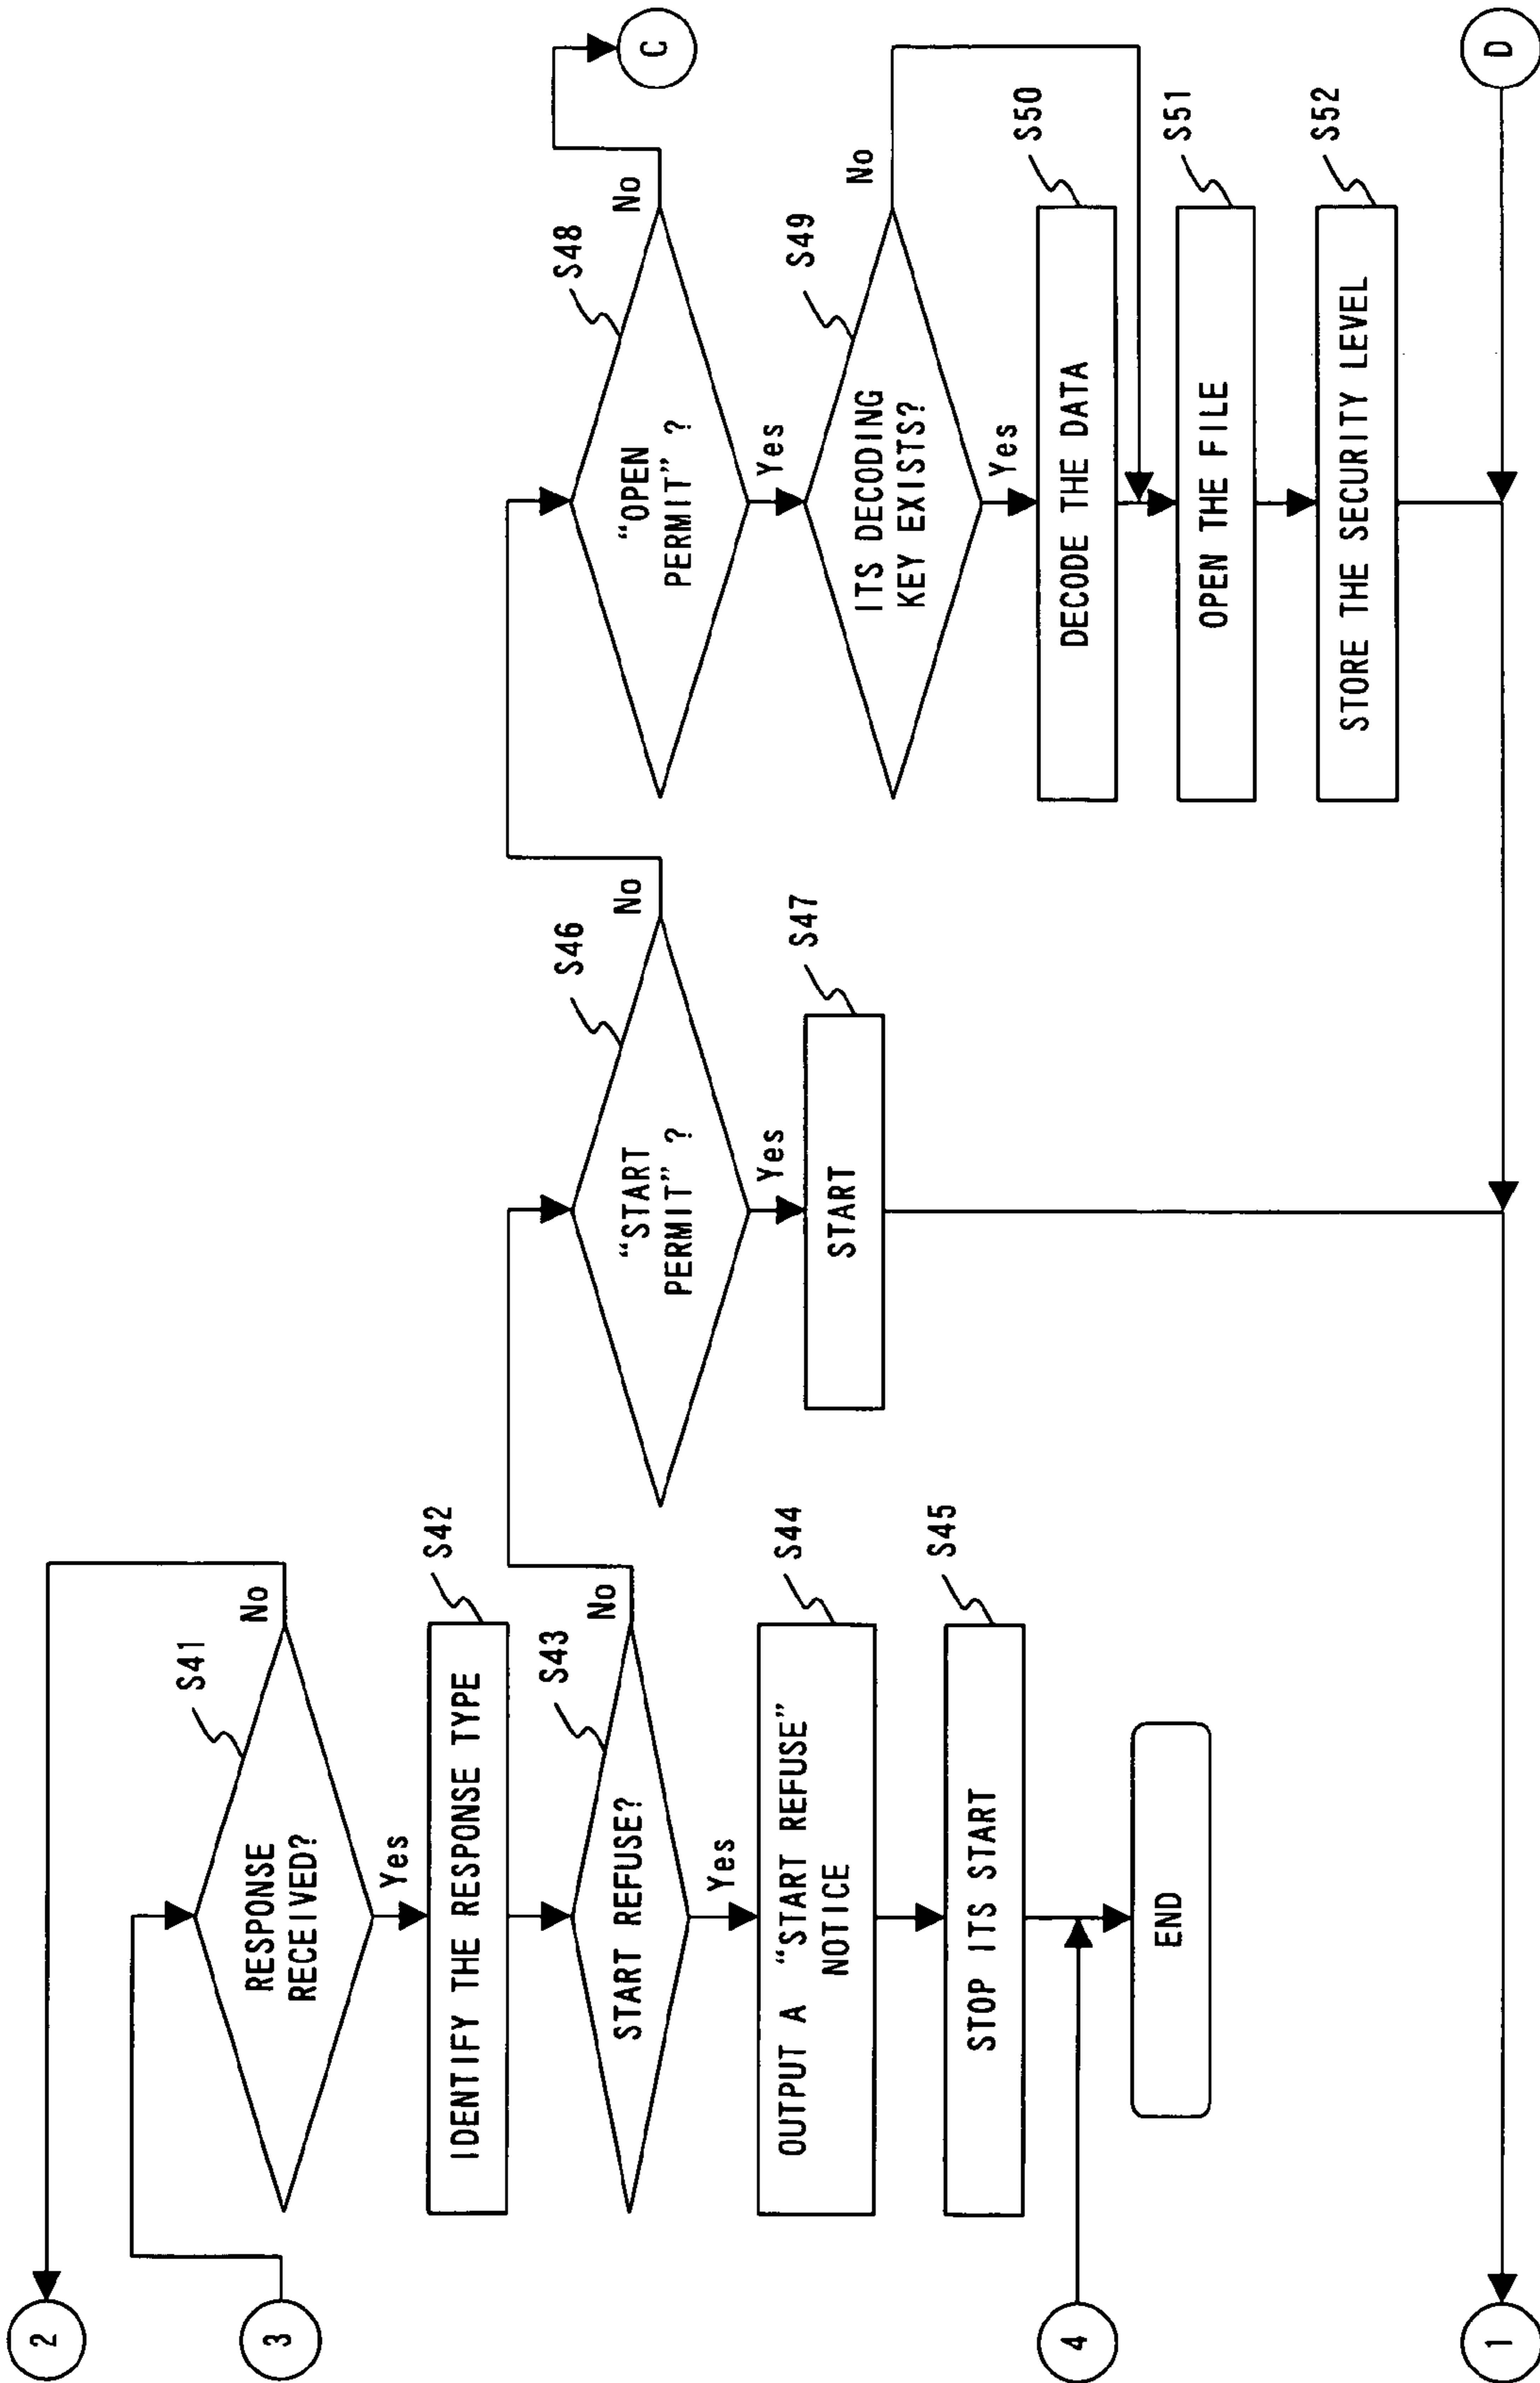 2
3
S41
RESPONSE
RECEIVED?
No
Yes
S42
IDENTIFY THE RESPONSE TYPE
S43
START REFUSE?
No
Yes
S44
OUTPUT A “START REFUSE”
NOTICE
S45
STOP ITS START
4
END
S46
“START
PERMIT” ?
No
Yes
S47
START
S48
“OPEN
PERMIT” ?
No
Yes
C
S49
ITS DECODING
KEY EXISTS?
No
Yes
S50
DECODE THE DATA
S51
OPEN THE FILE
S52
STORE THE SECURITY LEVEL
1
D